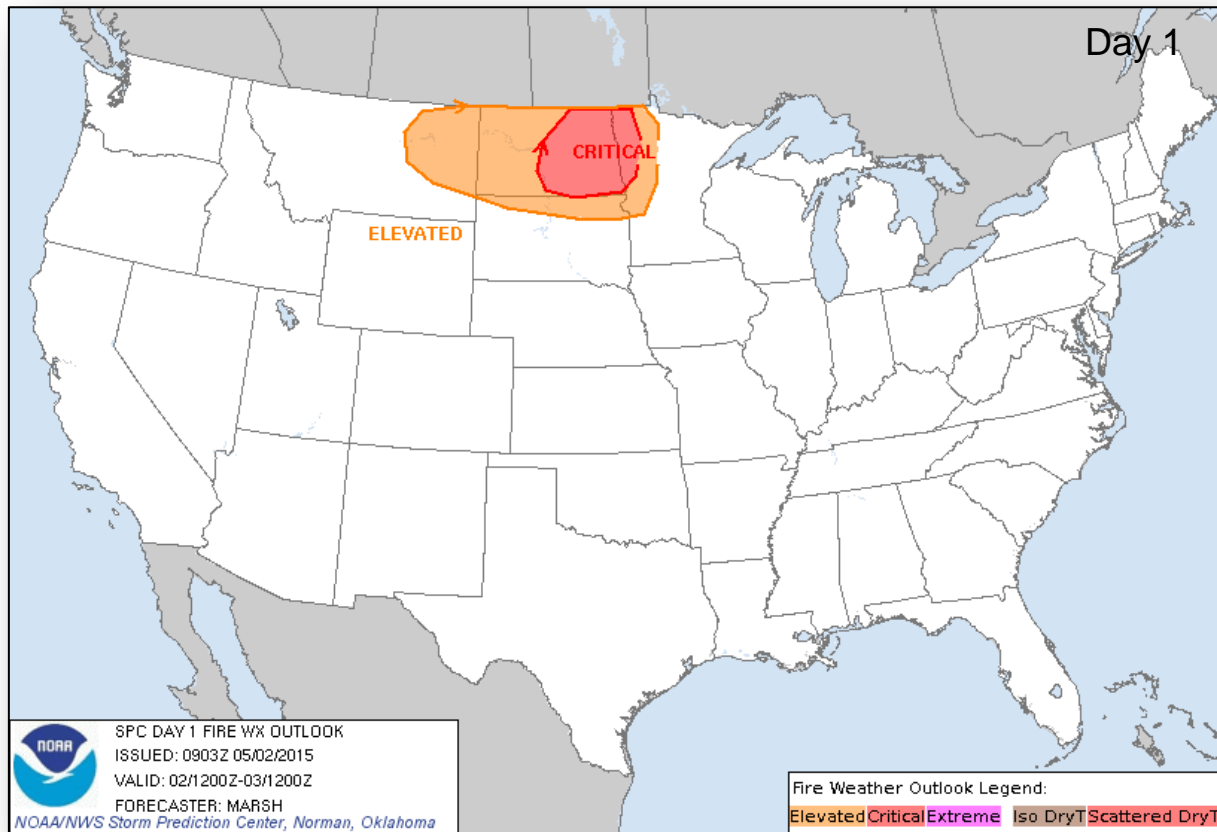 Day 1
CRITICAL
ELEVATED
NOAA
SPC DAY 1 FIRE WX OUTLOOK
ISSUED: 0903Z 05/02/2015
VALID: 02/1200Z-03/1200Z
FORECASTER: MARSH
NOAA/NWS Storm Prediction Center, Norman, Oklahoma
Fire Weather Outlook Legend:
Elevated Critical Extreme Iso DryT Scattered DryT